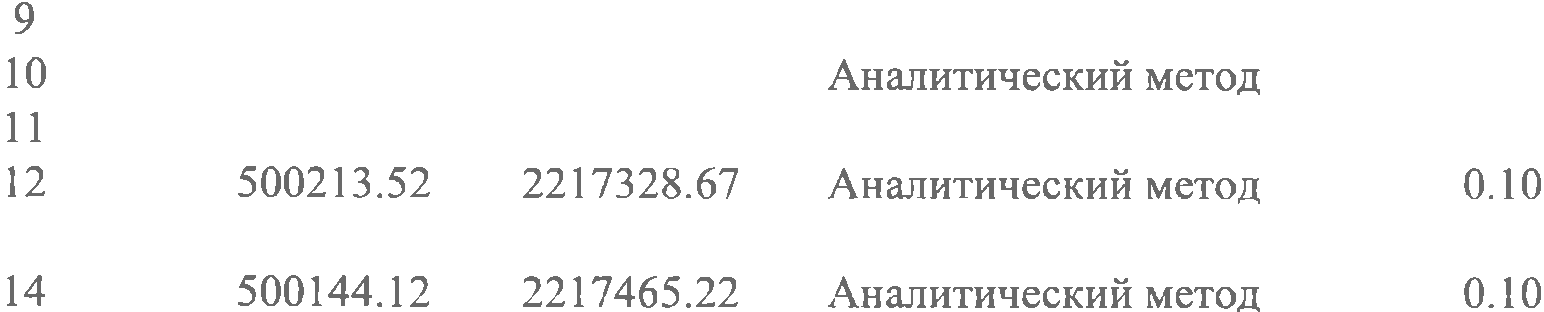 9
10 Аналитический метод
11
12 500213.52 2217328.67 Аналитический метод 0.10
14 500144.12 2217465.22 Аналитический метод 0.10